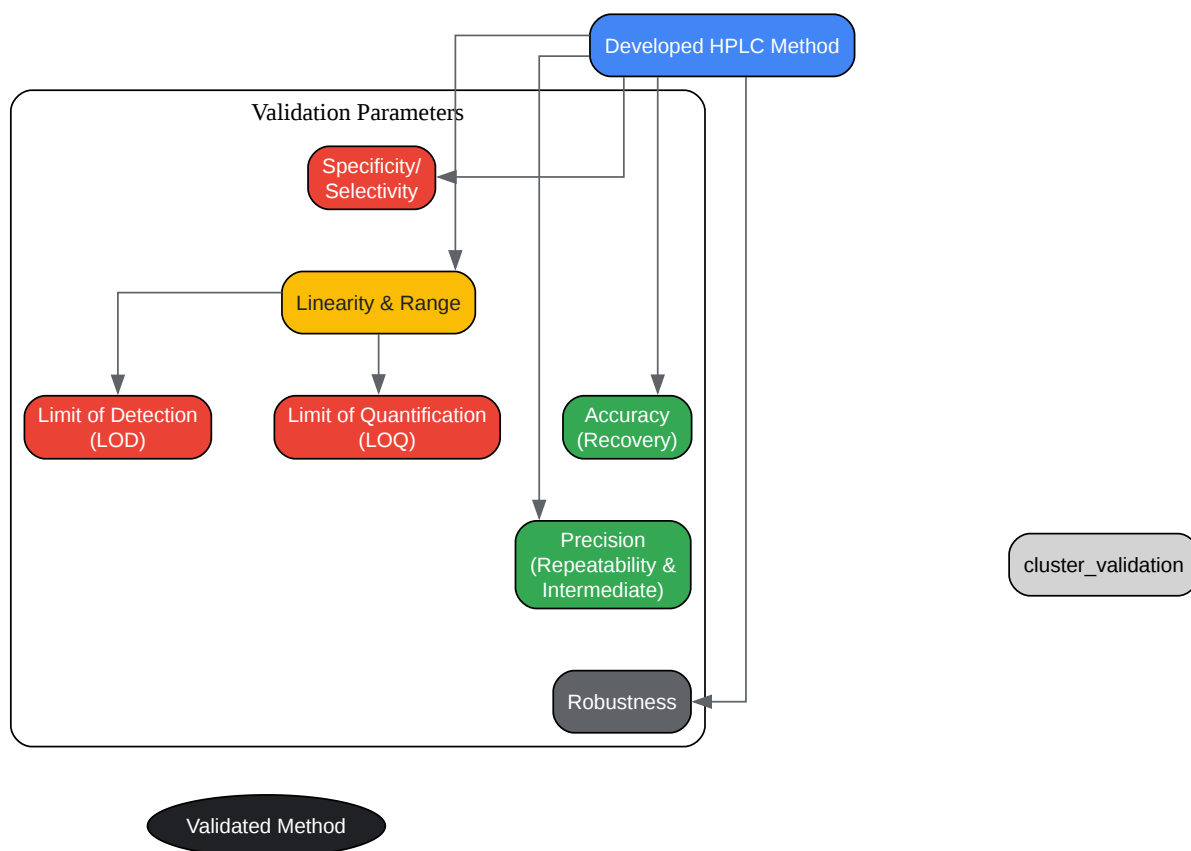 Developed HPLC Method
Validation Parameters
Specificity/
Selectivity
Linearity & Range
Limit of Detection
(LOD)
Limit of Quantification
(LOQ)
Accuracy
(Recovery)
Precision
(Repeatability &
Intermediate)
cluster_validation
Robustness
Validated Method